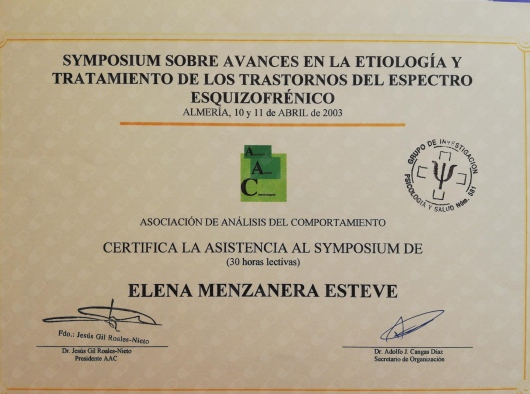 SYMPOSIUM SOBRE AVANCES EN LA ETIOLOGÍA Y
TRATAMIENTO DE LOS TRASTORNOS DEL ESPECTRO
ESQUIZOFRÉNICO
ALMERÍA, 10 y 11 de ABRIL de 2003
A
A
C
GRUPO DE INVESTIGACION
PSICOLOGÍA Y SALUD Núm. 581
ASOCIACIÓN DE ANÁLISIS DEL COMPORTAMIENTO
CERTIFICA LA ASISTENCIA AL SYMPOSIUM DE
(30 horas lectivas)
ELENA MENZANERA ESTEVE
Fdo.: Jesús Gil Roales-Nieto
Dr. Jesús Gil Roales-Nieto
Presidente AAC
Dr. Adolfo J. Cangas Díaz
Secretario de Organización